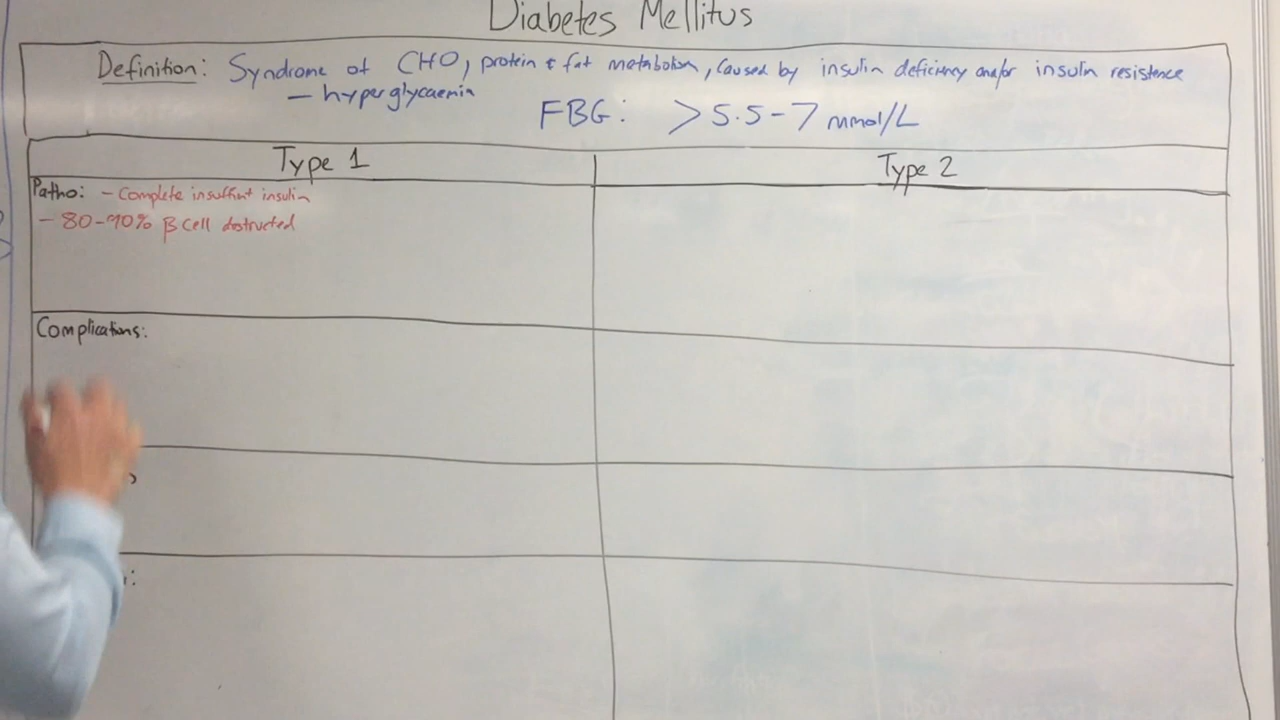 Diabetes Mellitus
Definition: Syndrome of CHO, protein & fat metabolism, caused by insulin deficiency and/or insulin resistence
— hyperglycaemia
FBG: > 5.5-7 mmol/L
Type 1
Type 2
Patho: - Complete insuffient insulin
- 80-90% β cell destructed
Complications: